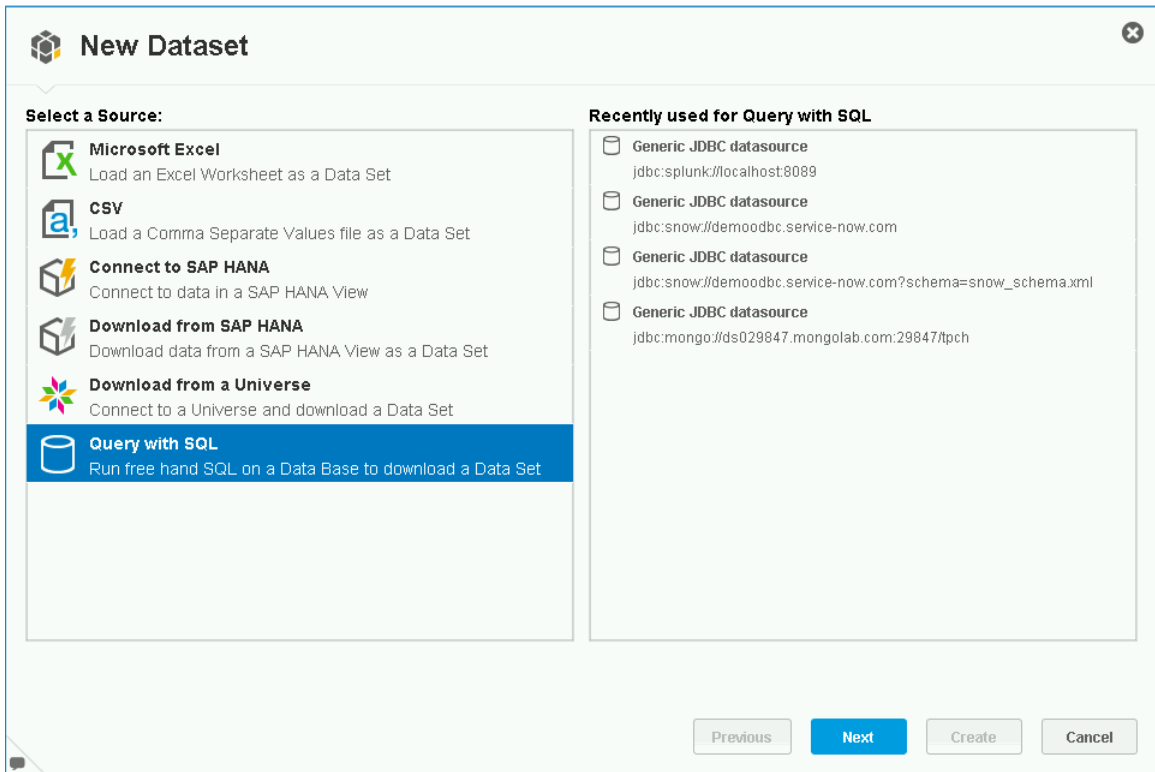 New Dataset
Select a Source:
Microsoft Excel
Load an Excel Worksheet as a Data Set
CSV
Load a Comma Separate Values file as a Data Set
Connect to SAP HANA
Connect to data in a SAP HANA View
Download from SAP HANA
Download data from a SAP HANA View as a Data Set
Download from a Universe
Connect to a Universe and download a Data Set
Query with SQL
Run free hand SQL on a Data Base to download a Data Set
Recently used for Query with SQL
Generic JDBC datasource
jdbc:splunk://localhost:8089
Generic JDBC datasource
jdbc:snow://demoodbc.service-now.com
Generic JDBC datasource
jdbc:snow://demoodbc.service-now.com?schema=snow_schema.xml
Generic JDBC datasource
jdbc:mongo://ds029847.mongolab.com:29847/tpch
Previous
Next
Create
Cancel